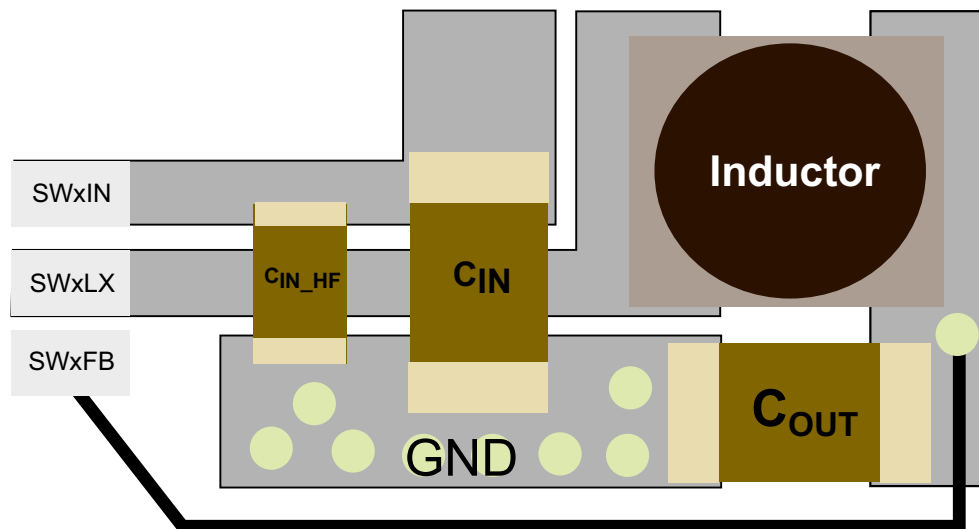 Inductor
SWxIN
SWxLX
CIN_HF
CIN
SWxFB
COUT
GND